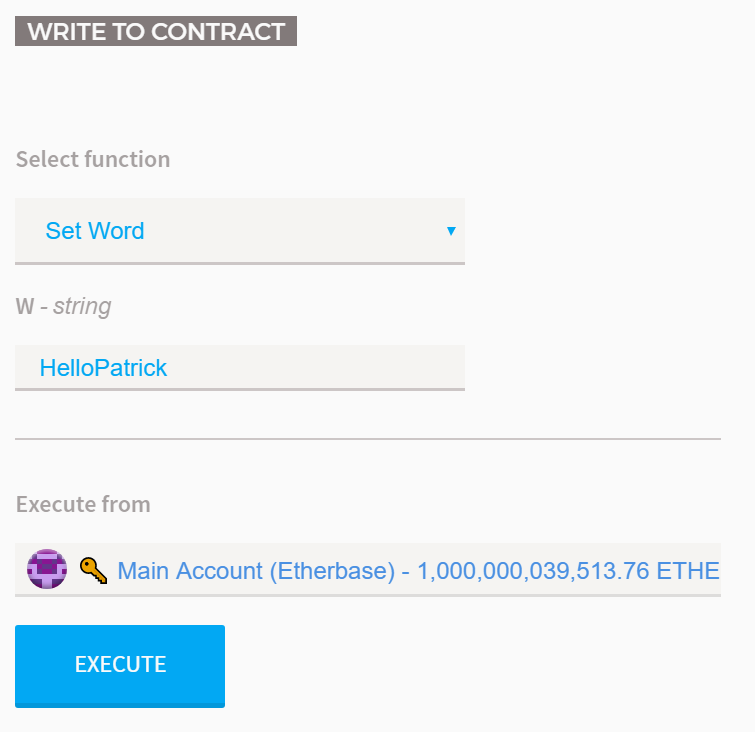 WRITE TO CONTRACT
Select function
Set Word
W - string
HelloPatrick
Execute from
Main Account (Etherbase) - 1,000,000,039,513.76 ETHE
EXECUTE